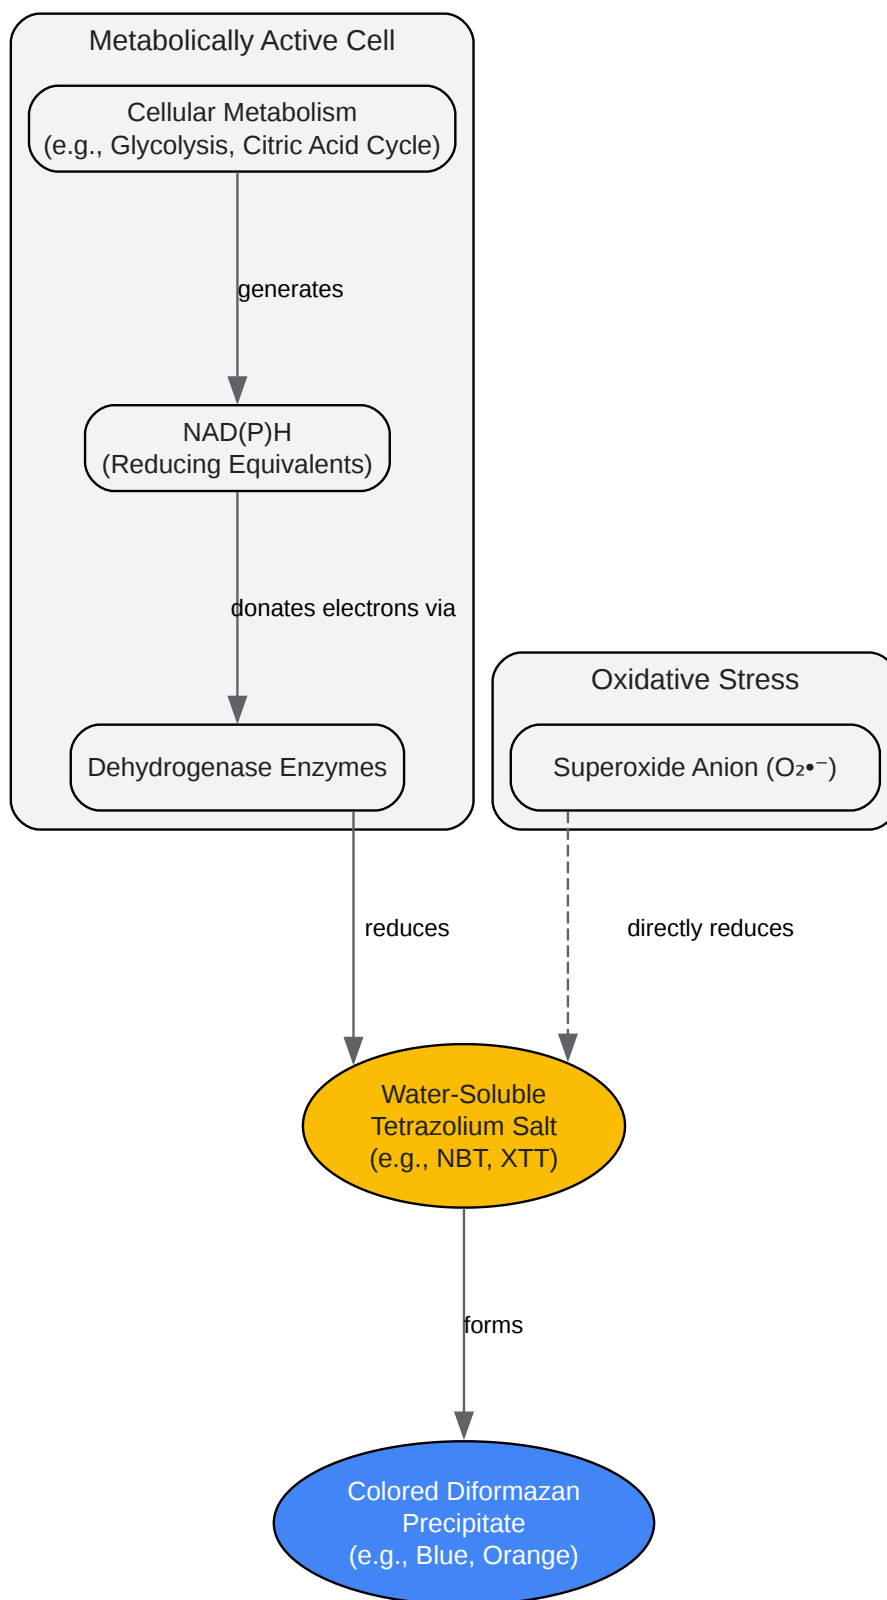 Metabolically Active Cell
Cellular Metabolism
(e.g., Glycolysis, Citric Acid Cycle)
generates
NAD(P)H
(Reducing Equivalents)
donates electrons via
Dehydrogenase Enzymes
Oxidative Stress
Superoxide Anion (O₂•⁻)
reduces
directly reduces
Water-Soluble
Tetrazolium Salt
(e.g., NBT, XTT)
forms
Colored Diformazan
Precipitate
(e.g., Blue, Orange)